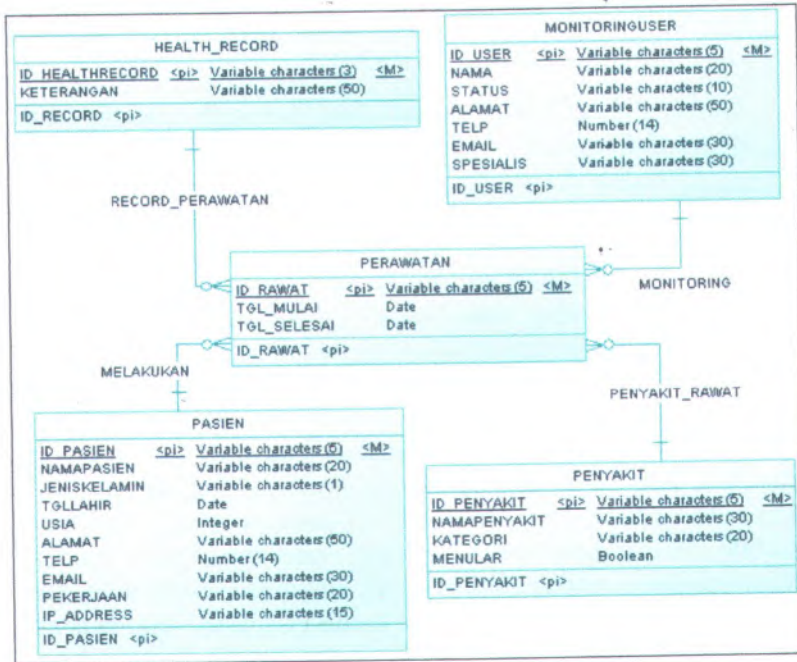 HEALTH_RECORD
ID_HEALTHRECORD <pi> Variable characters (3) <M>
KETERANGAN Variable characters (50)
ID_RECORD <pi>
MONITORINGUSER
ID_USER <pi> Variable characters (5) <M>
NAMA Variable characters (20)
STATUS Variable characters (10)
ALAMAT Variable characters (50)
TELP Number (14)
EMAIL Variable characters (30)
SPESIALIS Variable characters (30)
ID_USER <pi>
RECORD_PERAWATAN
PERAWATAN
ID_RAWAT <pi> Variable characters (5) <M>
TGL_MULAI Date
TGL_SELESAI Date
ID_RAWAT <pi>
MONITORING
MELAKUKAN
PENYAKIT_RAWAT
PASIEN
ID_PASIEN <pi> Variable characters (5) <M>
NAMAPASIEN Variable characters (20)
JENISKELAMIN Variable characters (1)
TGLLAHIR Date
USIA Integer
ALAMAT Variable characters (50)
TELP Number (14)
EMAIL Variable characters (30)
PEKERJAAN Variable characters (20)
IP_ADDRESS Variable characters (15)
ID_PASIEN <pi>
PENYAKIT
ID_PENYAKIT <pi> Variable characters (5) <M>
NAMAPENYAKIT Variable characters (30)
KATEGORI Variable characters (20)
MENULAR Boolean
ID_PENYAKIT <pi>